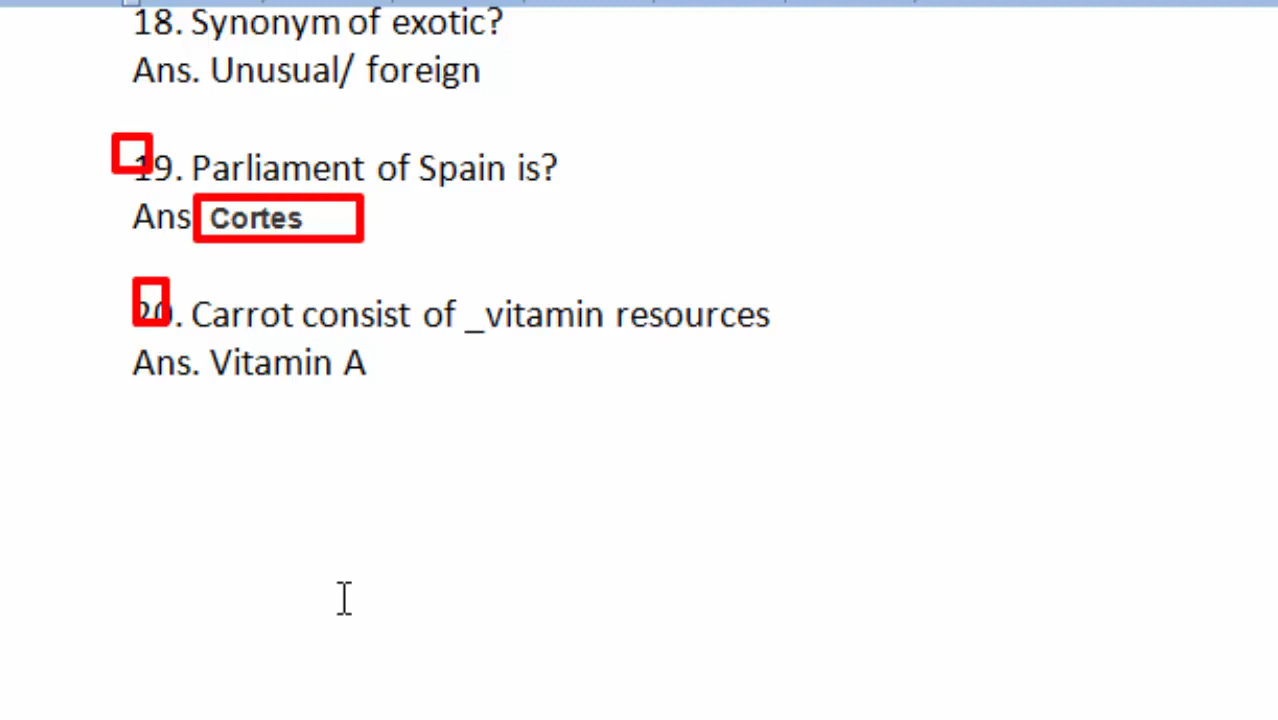 18. Synonym of exotic?
Ans. Unusual/ foreign
19. Parliament of Spain is?
Ans Cortes
20. Carrot consist of _vitamin resources
Ans. Vitamin A